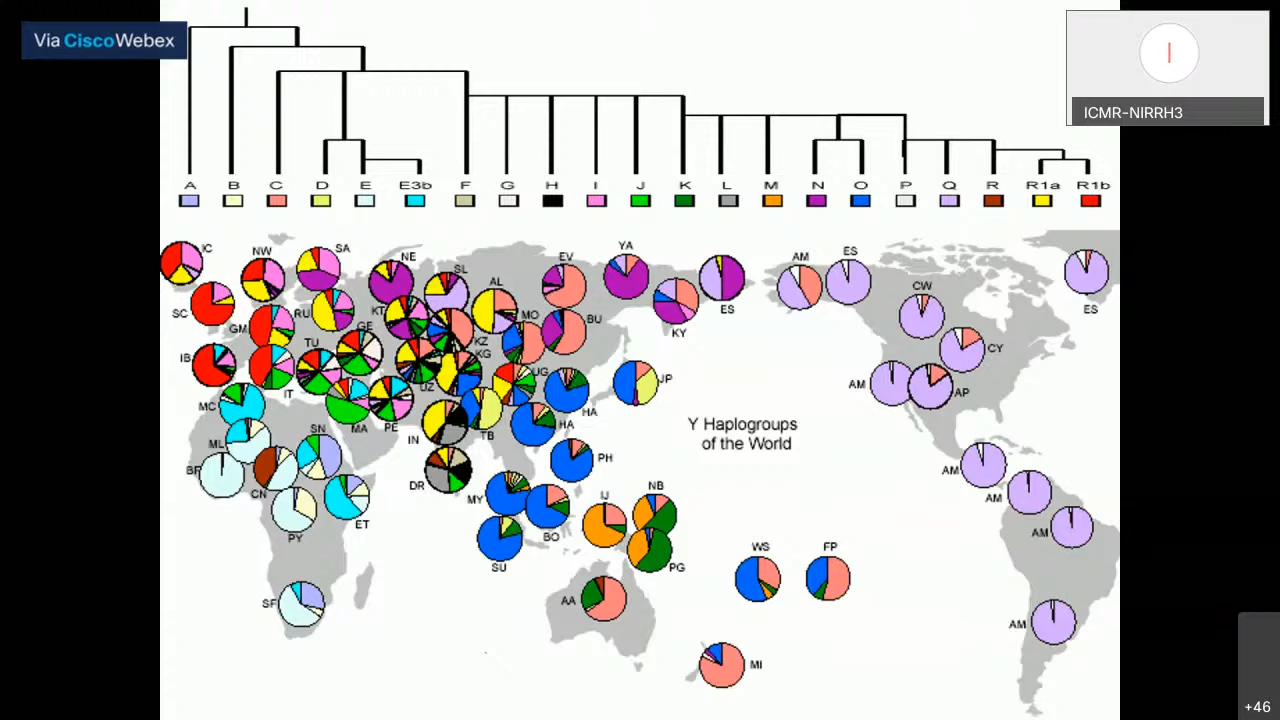 Via CiscoWebex
ICMR-NIRRH3
A B C D E E3b F G H I J K L M N O P Q R R1a R1b
IC
NW
SA
NE
SL
AL
EV
YA
AM
ES
ES
SC
GM
RU
KT
GE
MO
BU
KY
ES
CW
CY
IB
IT
TU
UZ
KZ
KG
UG
HA
JP
AM
AP
MC
MA
PE
IN
TB
HA
Y Haplogroups
of the World
ML
SN
BF
CN
ET
PY
DR
MY
PH
AM
AM
AM
SU
BO
IJ
NB
PG
WS
FP
SF
AA
MI
AM
+46